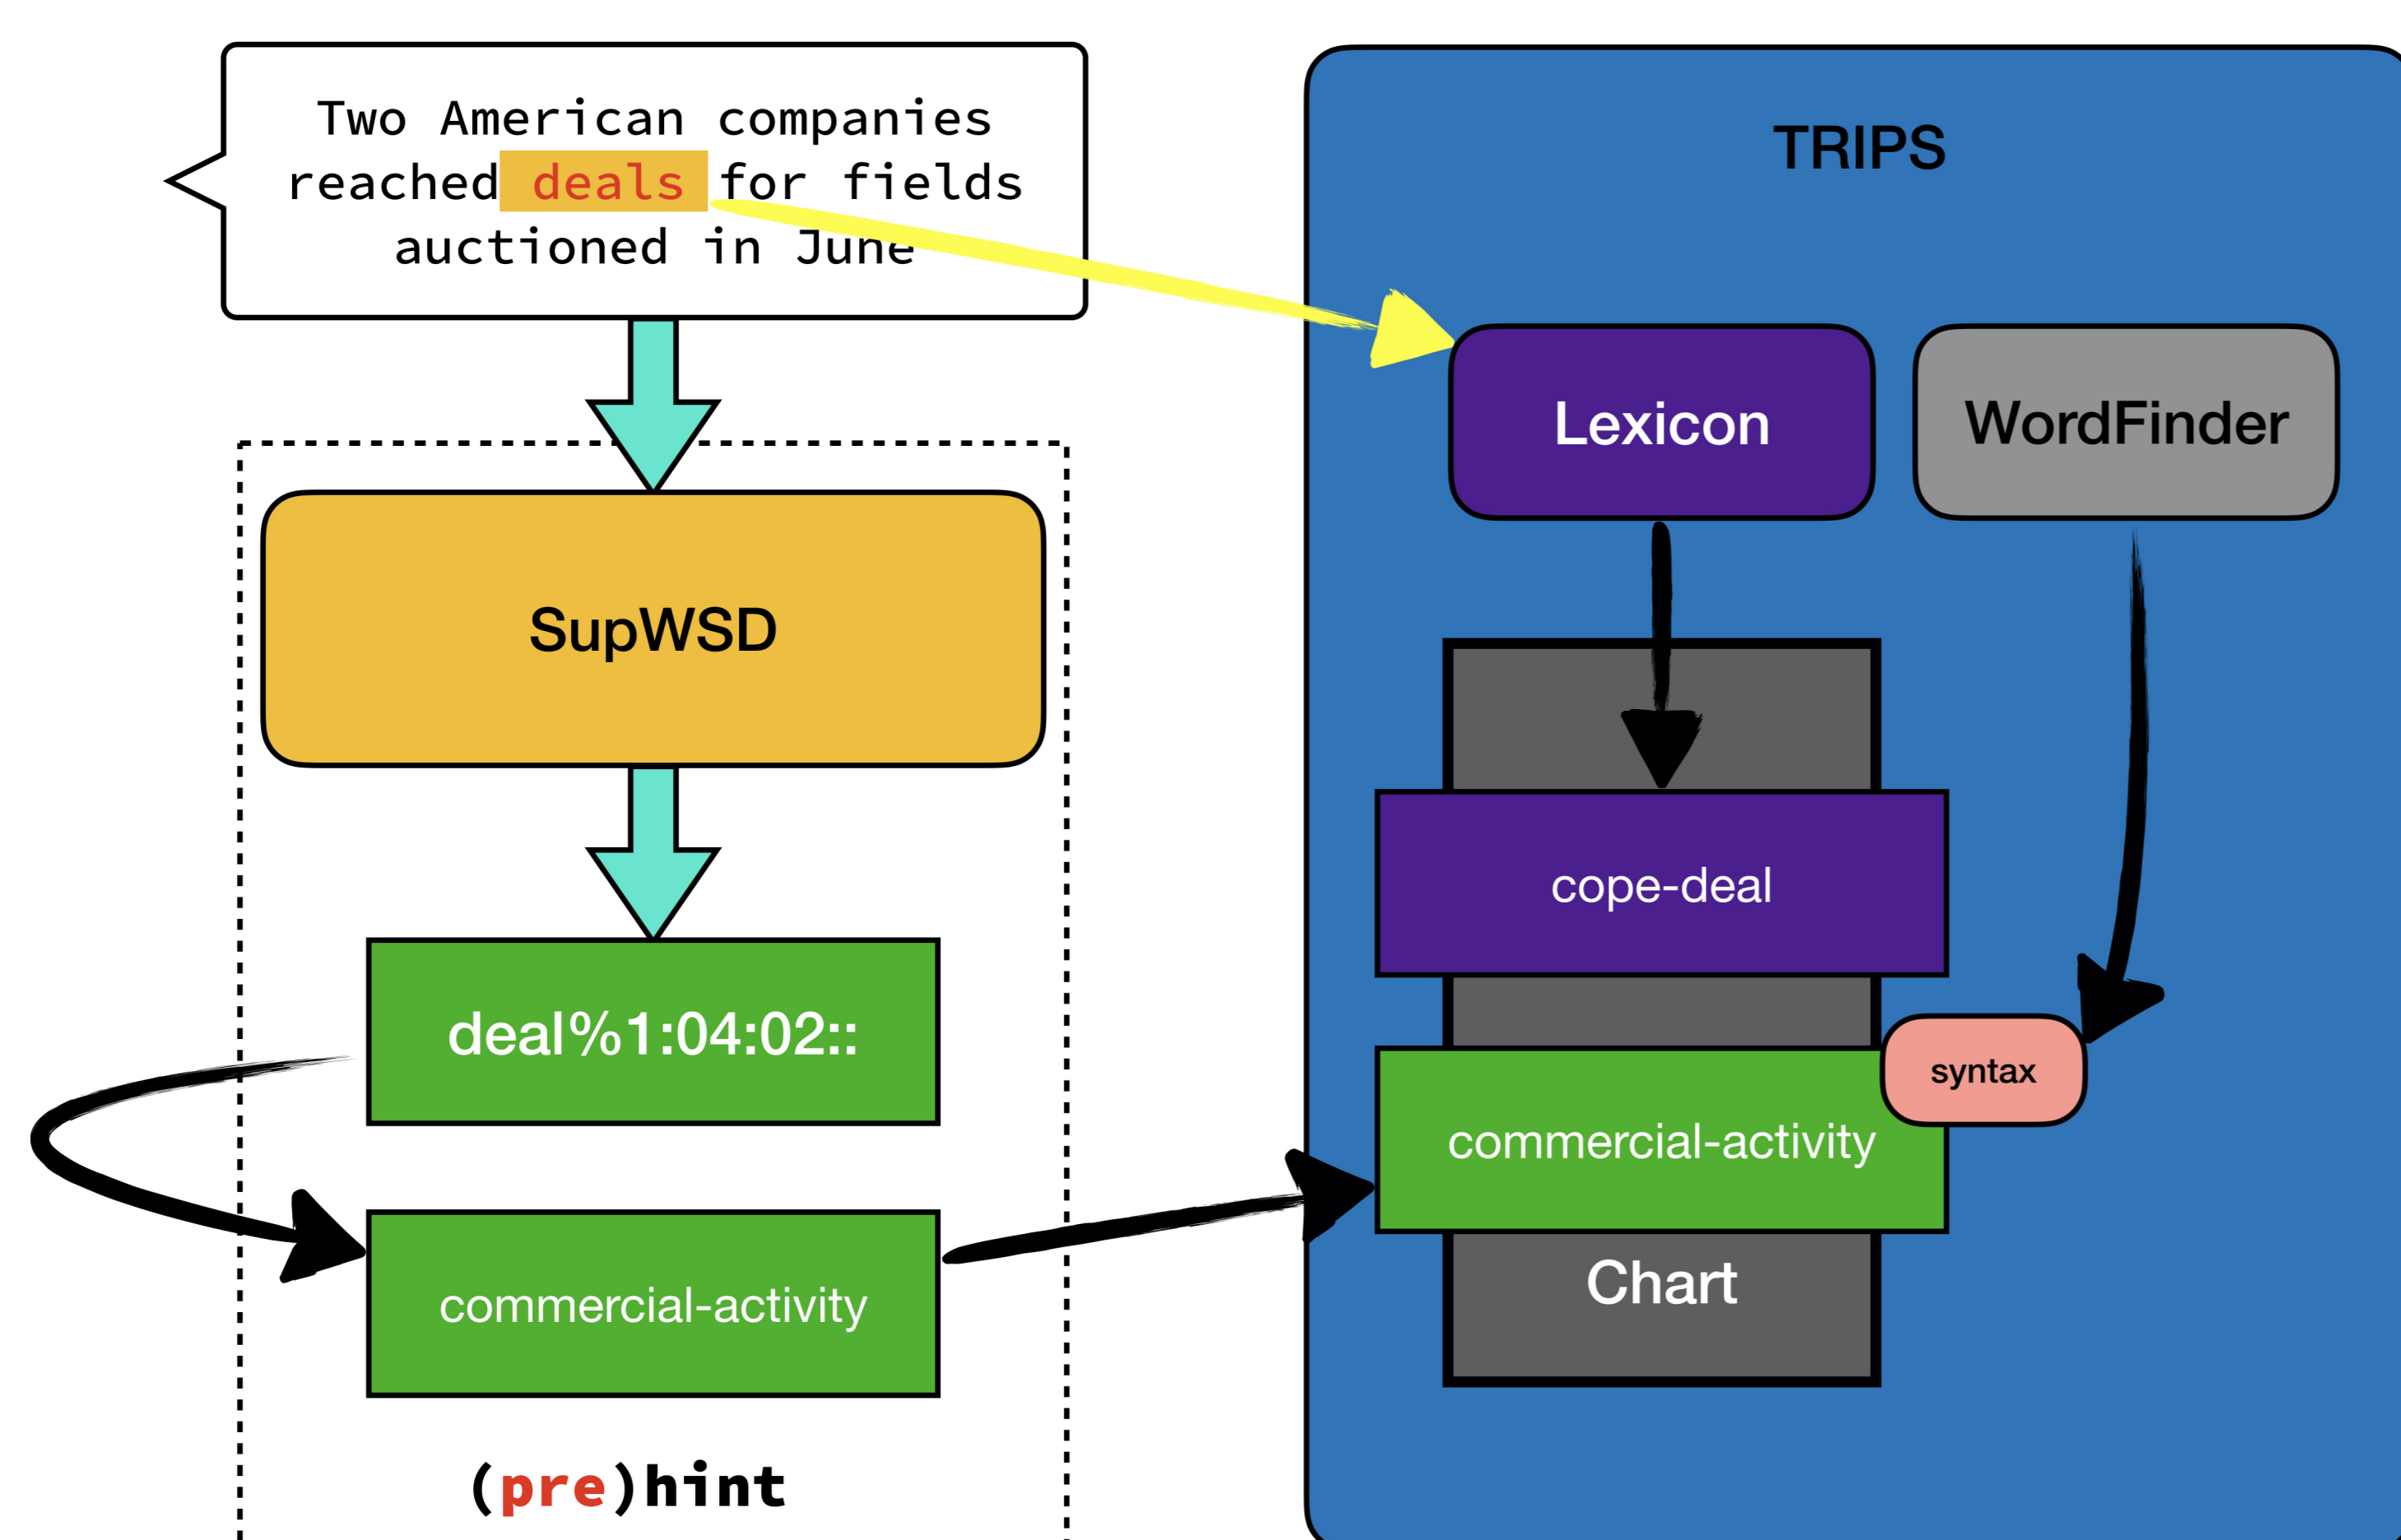 Two American companies
reached deals for fields
auctioned in June
SupWSD
deal%1:04:02::
commercial-activity
(pre)hint
TRIPS
Lexicon
WordFinder
cope-deal
syntax
commercial-activity
Chart